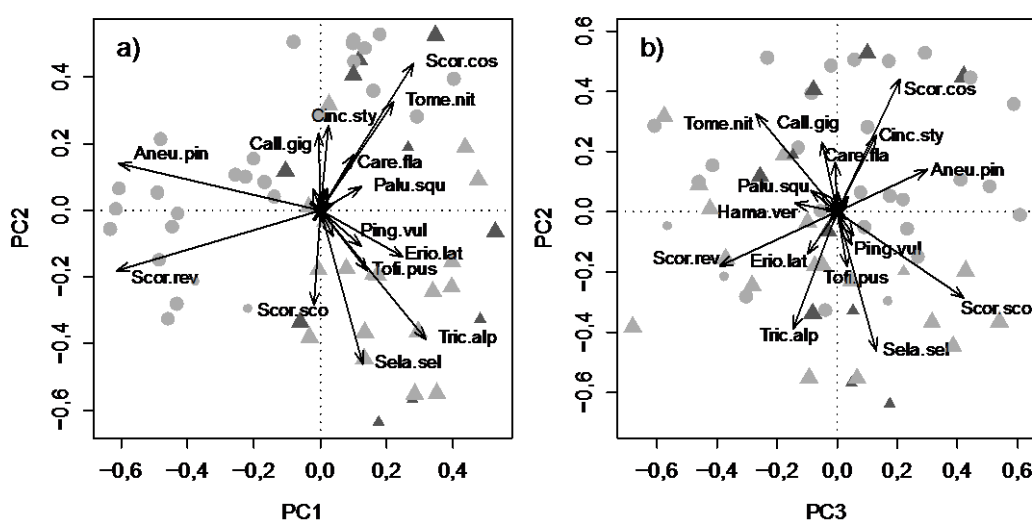 a)
Scor.cos
Tome.nit
Cinc.sty
Call.gig
Care.fla
Aneu.pin
Palu.squ
Ping.vul
Erio.lat
Tofi.pus
Scor.rev
Scor.sco
Tric.alp
Sela.sel
PC2
0,4
0,2
0,0
−0,2
−0,4
−0,6
−0,6
−0,4
−0,2
0,0
0,2
0,4
PC1
b)
Scor.cos
Tome.nit
Call.gig
Cinc.sty
Care.fla
Aneu.pin
Palu.squ
Hama.ver
Ping.vul
Scor.rev
Erio.lat
Tofi.pus
Scor.sco
Tric.alp
Sela.sel
PC2
0,6
0,4
0,2
0,0
−0,2
−0,4
−0,6
−0,6
−0,4
−0,2
0,0
0,2
0,4
0,6
PC3